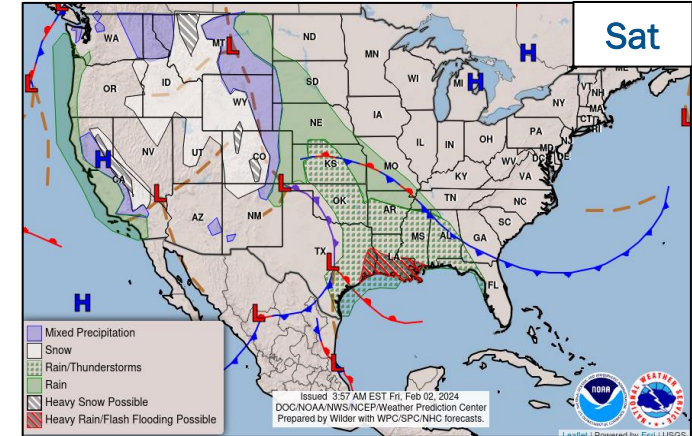 Sat
WA
MT
ND
MN
ME
OR
ID
SD
WI
MI
VT
NH
NY
MA
CT
RI
WY
NE
IA
PA
NJ
NV
UT
CO
IL
IN
OH
MD
DE
DC
WV
VA
KS
MO
KY
CA
AZ
NM
OK
AR
TN
NC
SC
TX
LA
MS
AL
GA
FL
H
H
H
H
L
L
L
L
L
L
L
L
L
Mixed Precipitation
Snow
Rain/Thunderstorms
Rain
Heavy Snow Possible
Heavy Rain/Flash Flooding Possible
Issued 3:57 AM EST Fri, Feb 02, 2024
DOC/NOAA/NWS/NCEP/Weather Prediction Center
Prepared by Wilder with WPC/SPC/NHC forecasts.
NOAA
NATIONAL WEATHER SERVICE
Leaflet | Powered by Esri | USGS